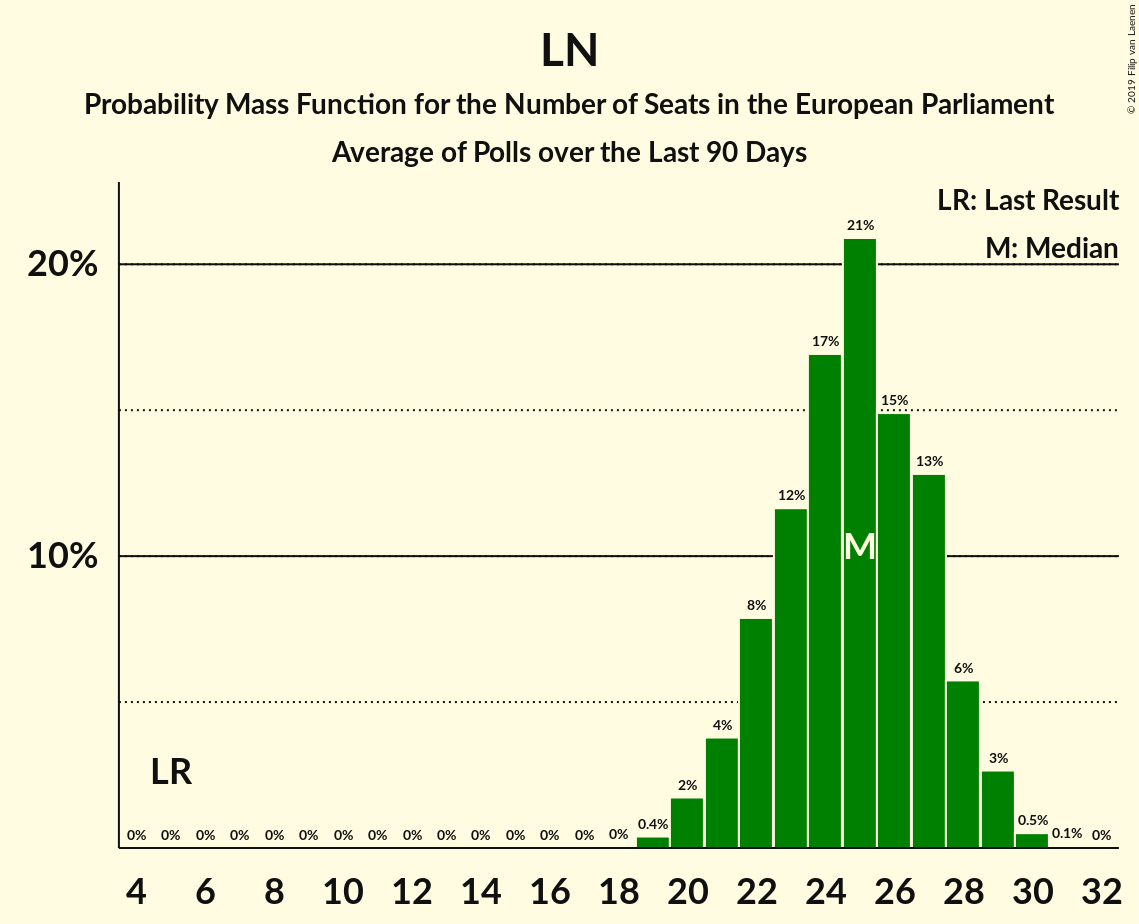 LN
Probability Mass Function for the Number of Seats in the European Parliament
Average of Polls over the Last 90 Days
© 2019 Filip van Laenen
LR: Last Result
M: Median
20%
10%
LR
M
0% 0% 0% 0% 0% 0% 0% 0% 0% 0% 0% 0% 0% 0% 0% 0.4% 2% 4% 8% 12% 17% 21% 15% 13% 6% 3% 0.5% 0.1% 0%
4 6 8 10 12 14 16 18 20 22 24 26 28 30 32